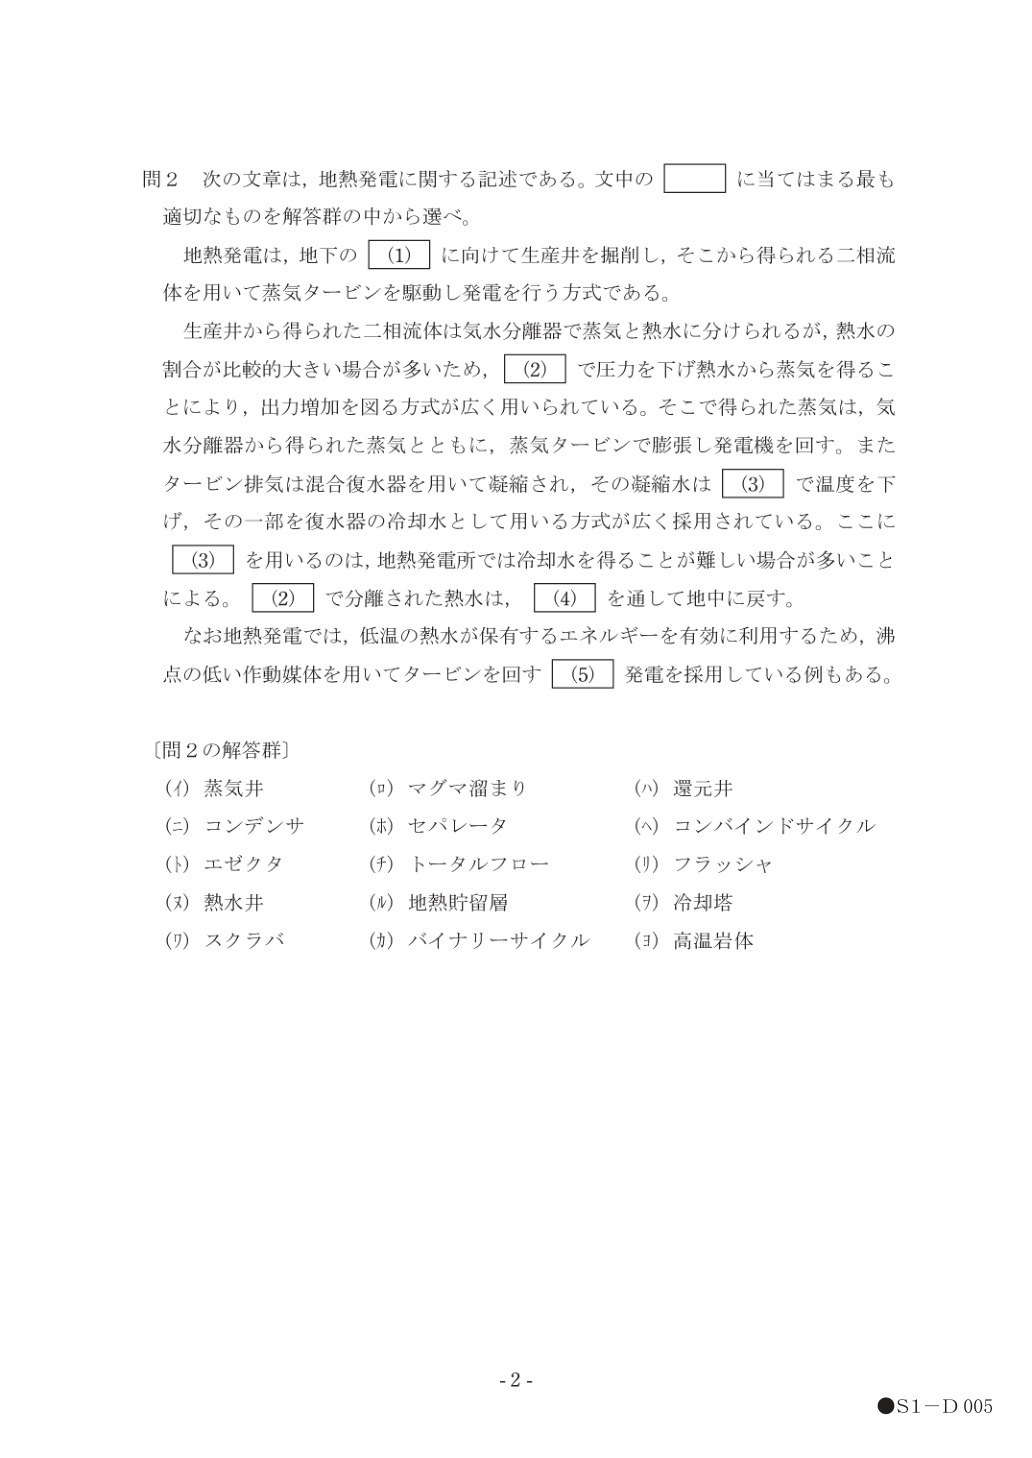 問２　次の文章は，地熱発電に関する記述である。文中の　　　に当てはまる最も
適切なものを解答群の中から選べ。
地熱発電は，地下の (1) に向けて生産井を掘削し，そこから得られる二相流
体を用いて蒸気タービンを駆動し発電を行う方式である。
生産井から得られた二相流体は気水分離器で蒸気と熱水に分けられるが，熱水の
割合が比較的大きい場合が多いため， (2) で圧力を下げ熱水から蒸気を得るこ
とにより，出力増加を図る方式が広く用いられている。そこで得られた蒸気は，気
水分離器から得られた蒸気とともに，蒸気タービンで膨張し発電機を回す。また
タービン排気は混合復水器を用いて凝縮され，その凝縮水は (3) で温度を下
げ，その一部を復水器の冷却水として用いる方式が広く採用されている。ここに
(3) を用いるのは，地熱発電所では冷却水を得ることが難しい場合が多いこと
による。 (2) で分離された熱水は， (4) を通して地中に戻す。
なお地熱発電では，低温の熱水が保有するエネルギーを有効に利用するため，沸
点の低い作動媒体を用いてタービンを回す (5) 発電を採用している例もある。
〔問２の解答群〕
(ｲ) 蒸気井　(ﾛ) マグマ溜まり　(ﾊ) 還元井
(ﾆ) コンデンサ　(ﾎ) セパレータ　(ﾍ) コンバインドサイクル
(ﾄ) エゼクタ　(ﾁ) トータルフロー　(ﾘ) フラッシャ
(ﾇ) 熱水井　(ﾙ) 地熱貯留層　(ｦ) 冷却塔
(ﾜ) スクラバ　(ｶ) バイナリーサイクル　(ﾖ) 高温岩体
- 2 -
●S1－D 005